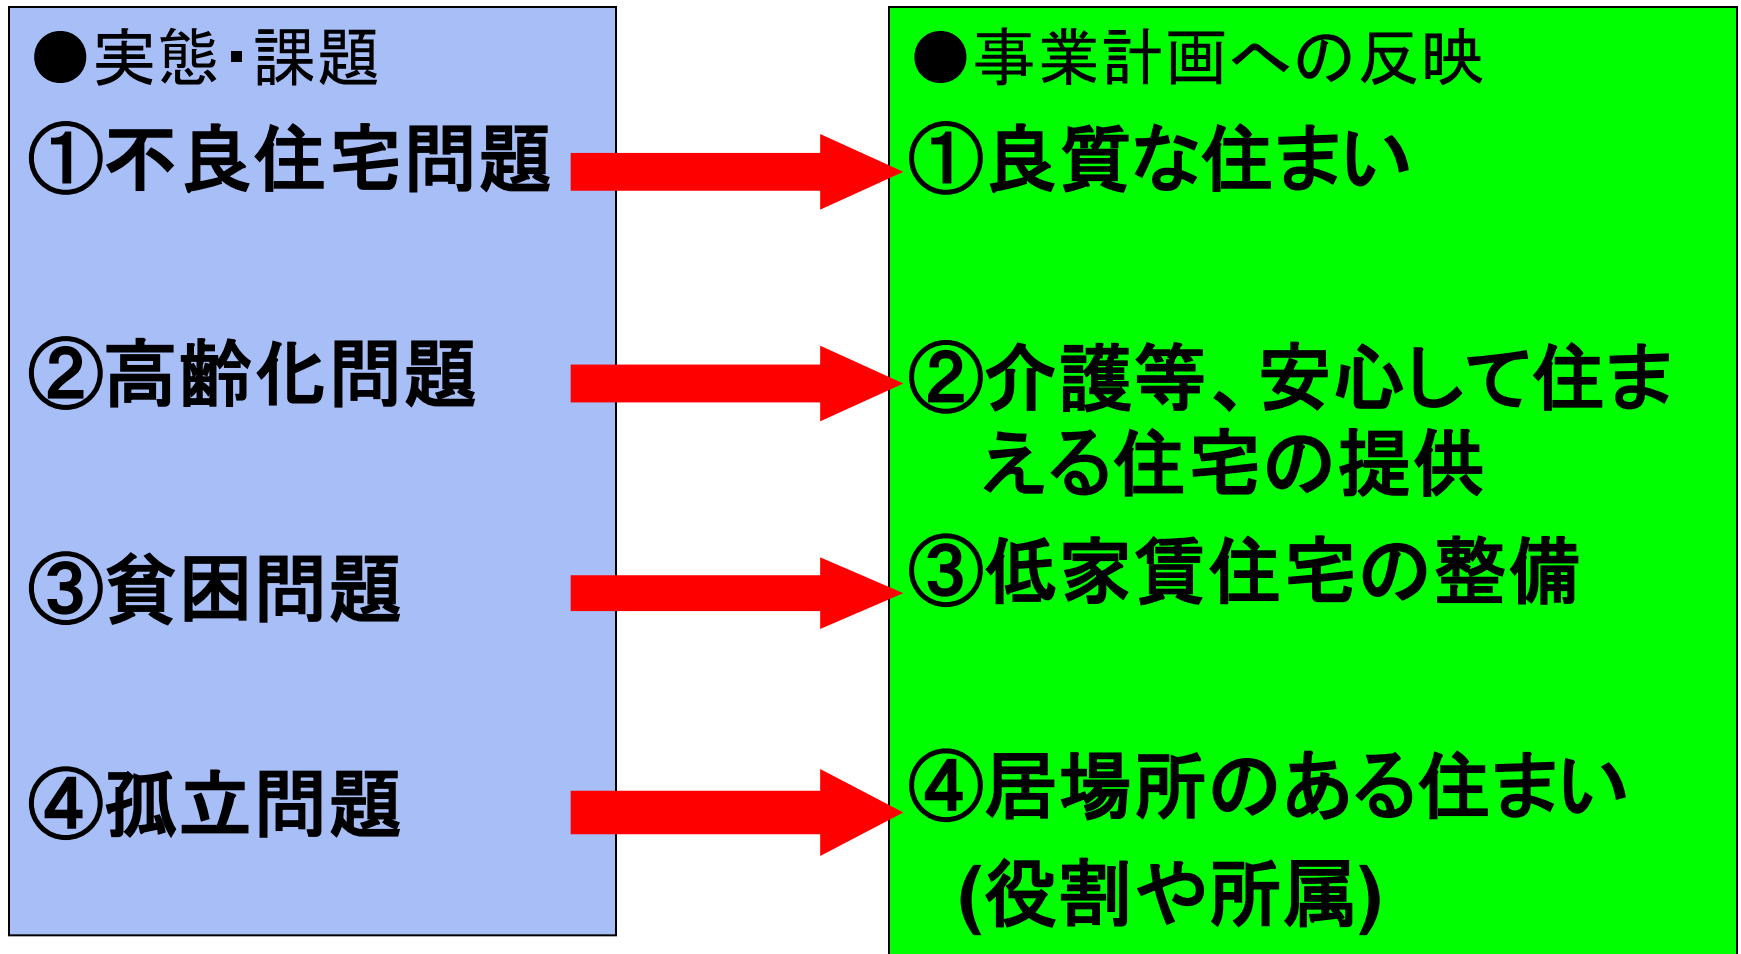 ●実態・課題
①不良住宅問題
②高齢化問題
③貧困問題
④孤立問題
●事業計画への反映
①良質な住まい
②介護等、安心して住ま
える住宅の提供
③低家賃住宅の整備
④居場所のある住まい
(役割や所属)